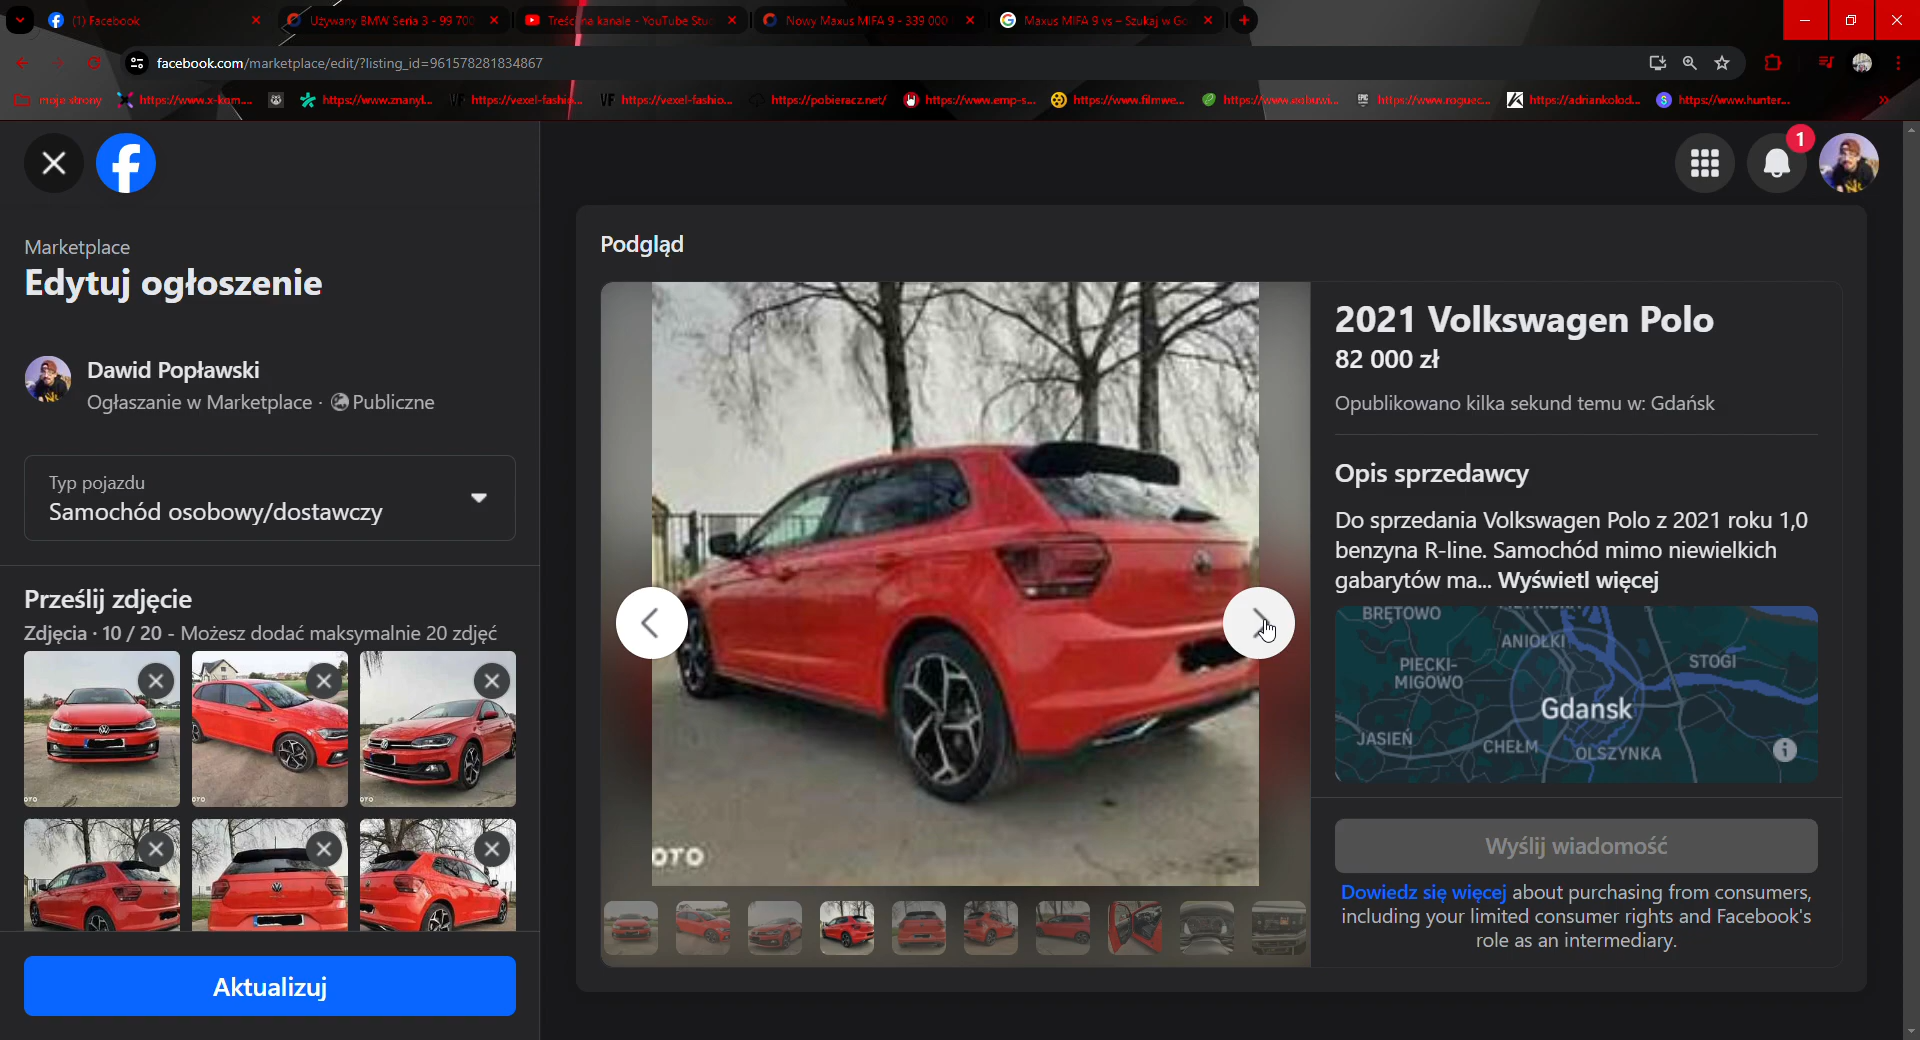 (1) Facebook
Używany BMW Seria 3 - 99 700
Treści na kanale - YouTube Stu
Nowy Maxus MIFA 9 - 339 000
Maxus MIFA 9 vs – Szukaj w Go
facebook.com/marketplace/edit/?listing_id=961578281834867
moje strony
https://www.x-kom....
https://www.znanyl...
https://vexel-fashio...
https://vexel-fashio...
https://pobieracz.net/
https://www.emp-s...
https://www.filmwe...
https://www.eobuwi...
https://www.roguec...
https://adriankolod...
https://www.hunter...
1
Marketplace
Edytuj ogłoszenie
Dawid Popławski
Ogłaszanie w Marketplace · Publiczne
Typ pojazdu
Samochód osobowy/dostawczy
Prześlij zdjęcie
Zdjęcia · 10 / 20 - Możesz dodać maksymalnie 20 zdjęć
OTO
OTO
OTO
Aktualizuj
Podgląd
OTO
2021 Volkswagen Polo
82 000 zł
Opublikowano kilka sekund temu w: Gdańsk
Opis sprzedawcy
Do sprzedania Volkswagen Polo z 2021 roku 1,0
benzyna R-line. Samochód mimo niewielkich
gabarytów ma... Wyświetl więcej
BRĘTOWO
ANIOŁKI
PIECKI-
MIGOWO
STOGI
Gdansk
JASIEŃ
CHEŁM
OLSZYNKA
Wyślij wiadomość
Dowiedz się więcej about purchasing from consumers,
including your limited consumer rights and Facebook's
role as an intermediary.